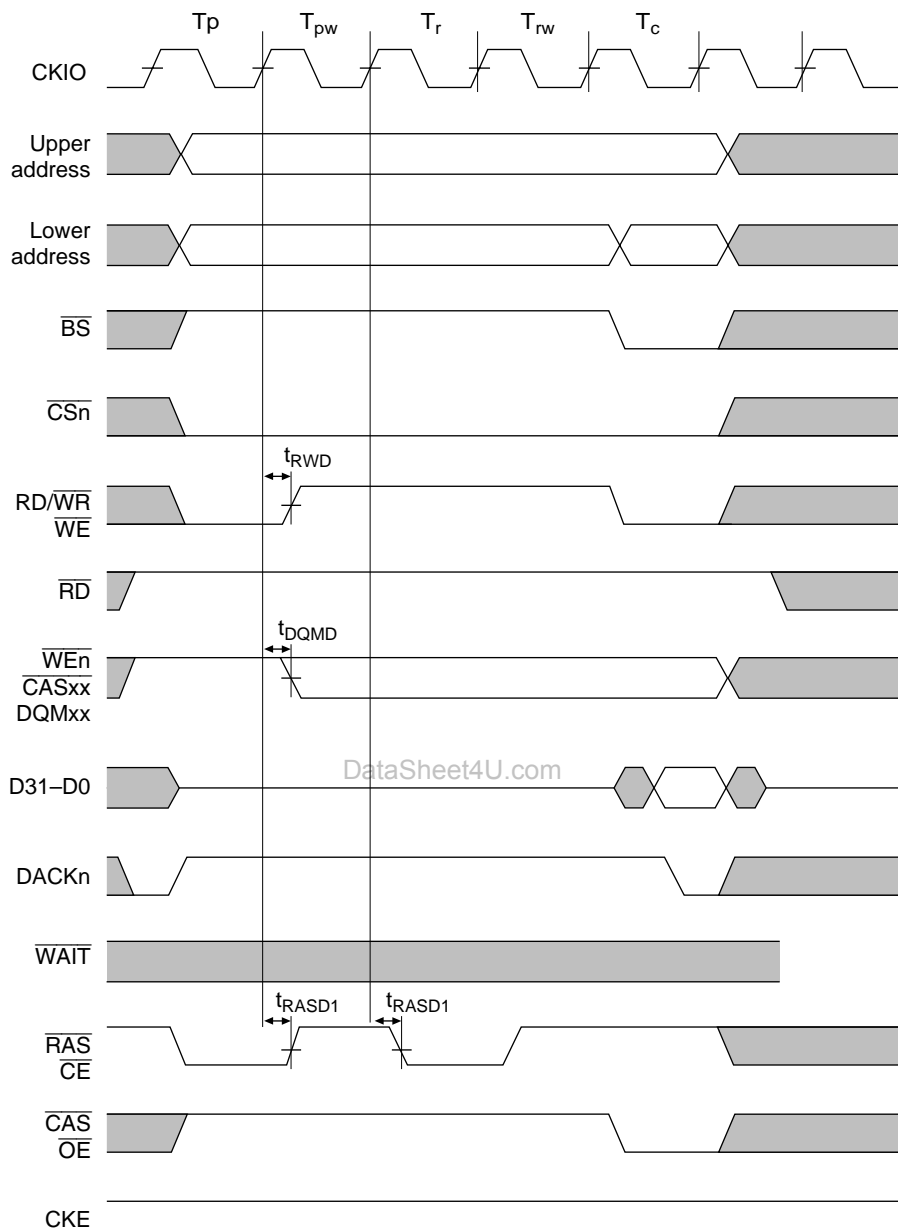 Tp Tpw Tr Trw Tc
CKIO
Upper
address
Lower
address
BS
CSn
tRWD
RD/WR
WE
RD
tDQMD
WEn
CASxx
DQMxx
DataSheet4U.com
D31–D0
DACKn
WAIT
tRASD1 tRASD1
RAS
CE
CAS
OE
CKE